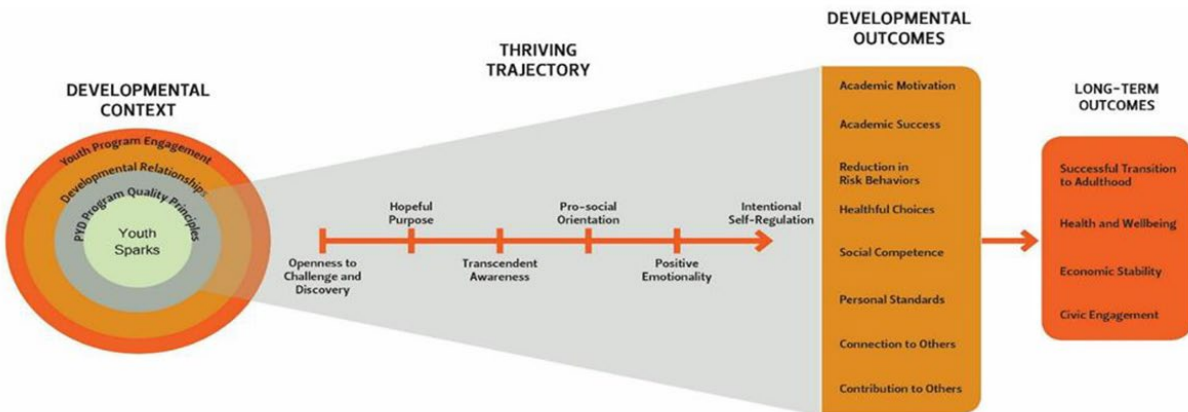 DEVELOPMENTAL
CONTEXT
Youth Program Engagement
Developmental Relationships
PYD Program Quality Principles
Youth
Sparks
THRIVING
TRAJECTORY
Openness to
Challenge and
Discovery
Hopeful
Purpose
Transcendent
Awareness
Pro-social
Orientation
Positive
Emotionality
Intentional
Self-Regulation
DEVELOPMENTAL
OUTCOMES
Academic Motivation
Academic Success
Reduction in
Risk Behaviors
Healthful Choices
Social Competence
Personal Standards
Connection to Others
Contribution to Others
LONG-TERM
OUTCOMES
Successful Transition
to Adulthood
Health and Wellbeing
Economic Stability
Civic Engagement